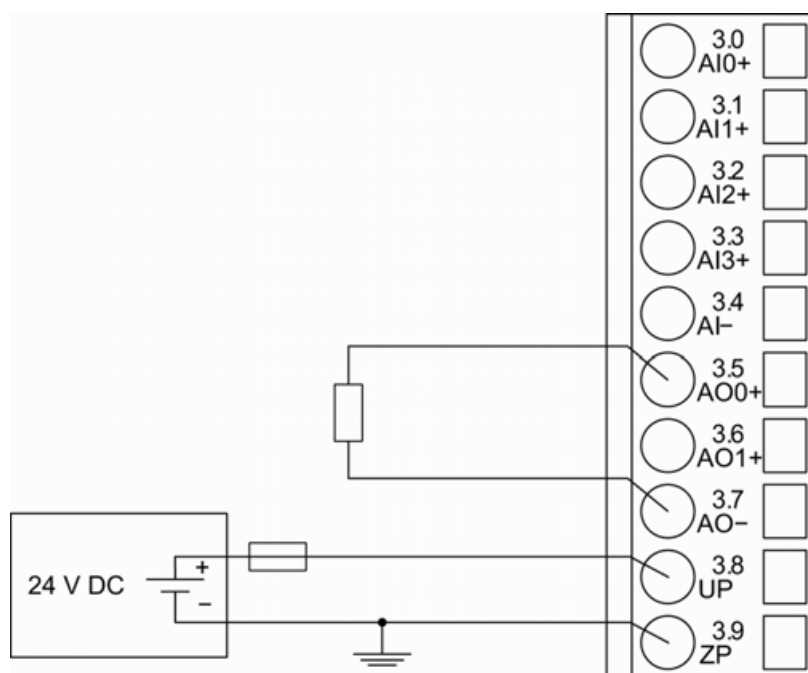 3.0
AI0+
3.1
AI1+
3.2
AI2+
3.3
AI3+
3.4
AI–
3.5
AO0+
3.6
AO1+
3.7
AO–
3.8
UP
3.9
ZP
24 V DC
+
–